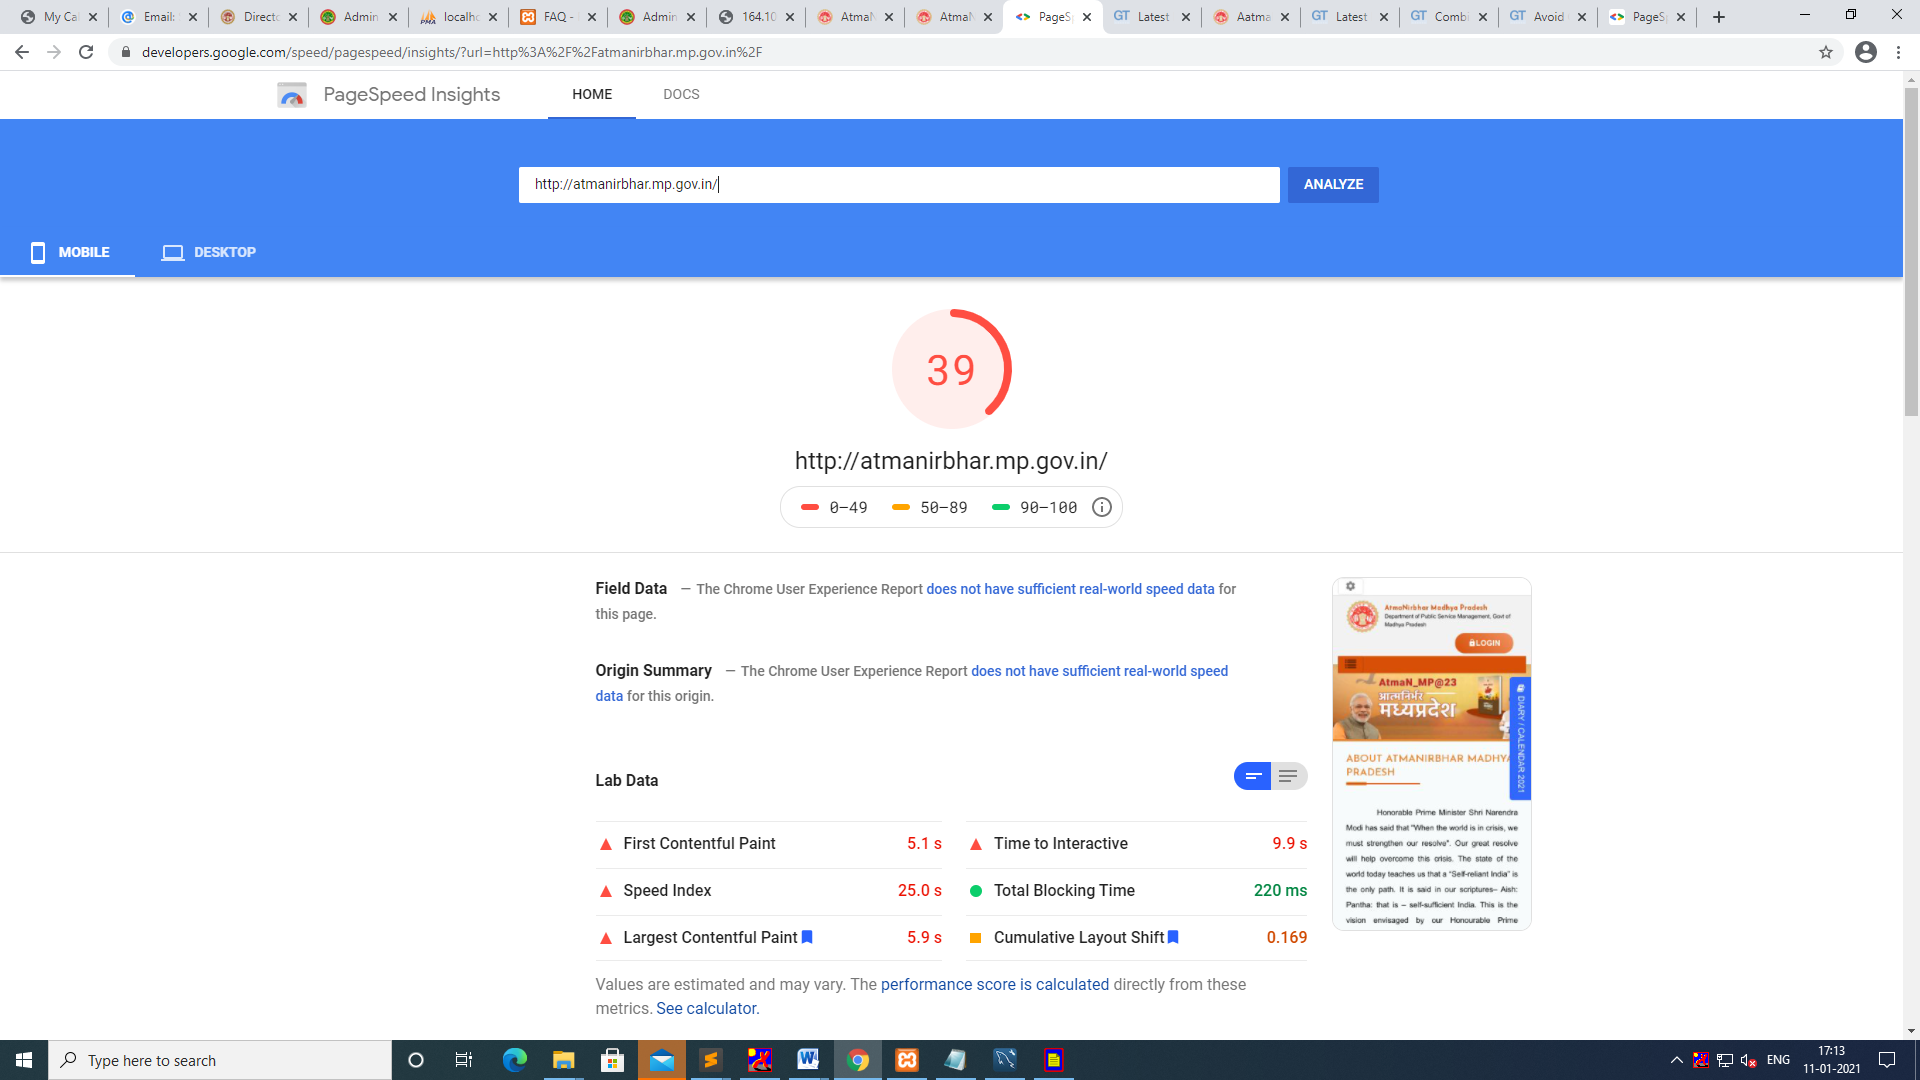 My Ca
Email:
Directo
Admin
localho
FAQ -
Admin
164.10
AtmaN
AtmaN
PageSp
GT Latest
Aatma
GT Latest
GT Combi
GT Avoid
PageSp
developers.google.com/speed/pagespeed/insights/?url=http%3A%2F%2Fatmanirbhar.mp.gov.in%2F
PageSpeed Insights HOME DOCS
http://atmanirbhar.mp.gov.in/ ANALYZE
MOBILE DESKTOP
39
http://atmanirbhar.mp.gov.in/
0–49 50–89 90–100
Field Data — The Chrome User Experience Report does not have sufficient real-world speed data for
this page.
Origin Summary — The Chrome User Experience Report does not have sufficient real-world speed
data for this origin.
Lab Data
First Contentful Paint 5.1 s
Time to Interactive 9.9 s
Speed Index 25.0 s
Total Blocking Time 220 ms
Largest Contentful Paint 5.9 s
Cumulative Layout Shift 0.169
Values are estimated and may vary. The performance score is calculated directly from these
metrics. See calculator.
AtmaNirbhar Madhya Pradesh
Department of Public Service Management, Govt of
Madhya Pradesh
LOGIN
AtmaN_MP@23
आत्मनिर्भर
मध्यप्रदेश
DIARY / CALENDAR 2021
ABOUT ATMANIRBHAR MADHYA
PRADESH
Honorable Prime Minister Shri Narendra
Modi has said that "When the world is in crisis, we
must strengthen our resolve". Our great resolve
will help overcome this crisis. The state of the
world today teaches us that a "Self-reliant India" is
the only path. It is said in our scriptures– Aish:
Pantha: that is – self-sufficient India. This is the
vision envisaged by our Honourable Prime
Type here to search
ENG
17:13
11-01-2021